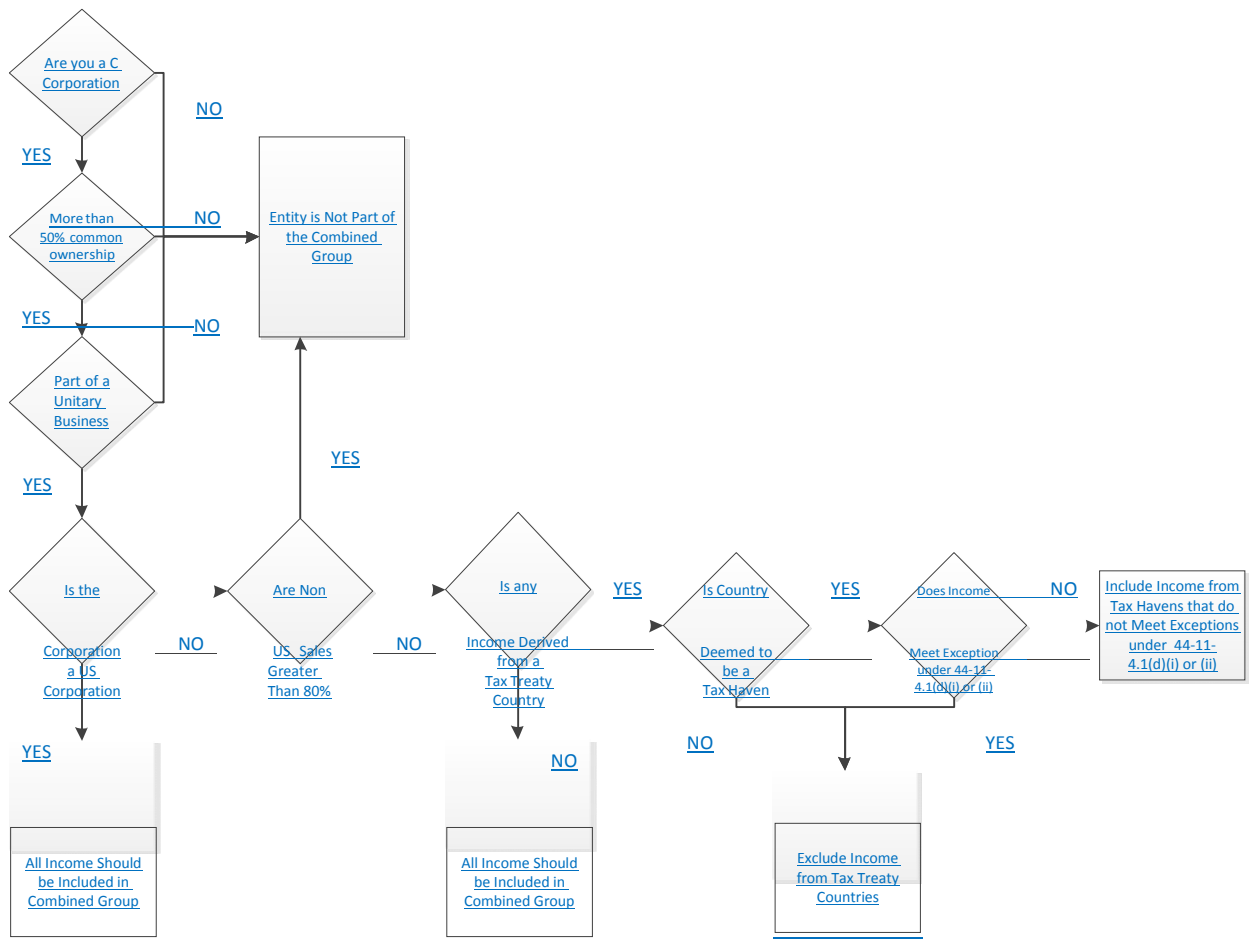 Are you a C
Corporation
NO
YES
More than
50% common
ownership
NO
Entity is Not Part of
the Combined
Group
YES
NO
Part of a
Unitary
Business
YES
YES
Is the
Corporation
a US
Corporation
NO
Are Non
US Sales
Greater
Than 80%
NO
Is any
Income Derived
from a
Tax Treaty
Country
YES
Is Country
Deemed to
be a
Tax Haven
YES
Does Income
Meet Exception
under 44-11-
4.1(d)(i) or (ii)
NO
Include Income from
Tax Havens that do
not Meet Exceptions
under 44-11-
4.1(d)(i) or (ii)
YES
NO
NO
YES
All Income Should
be Included in
Combined Group
All Income Should
be Included in
Combined Group
Exclude Income
from Tax Treaty
Countries